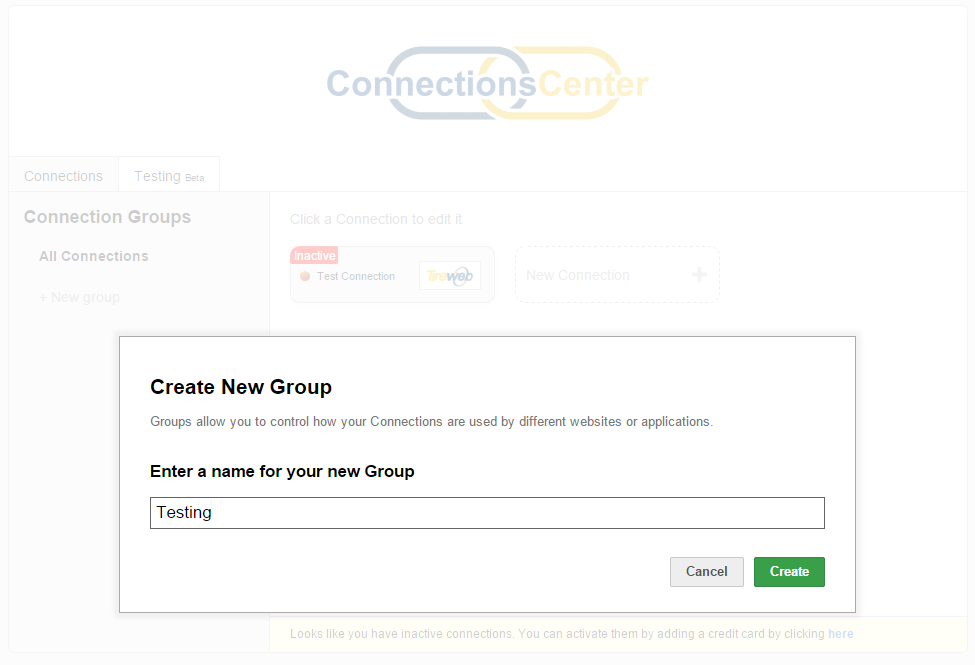 ConnectionsCenter
Connections
Testing Beta
Connection Groups
All Connections
+ New group
Click a Connection to edit it
Inactive
Test Connection
Tireweb
New Connection +
Create New Group
Groups allow you to control how your Connections are used by different websites or applications.
Enter a name for your new Group
Testing
Cancel
Create
Looks like you have inactive connections. You can activate them by adding a credit card by clicking here